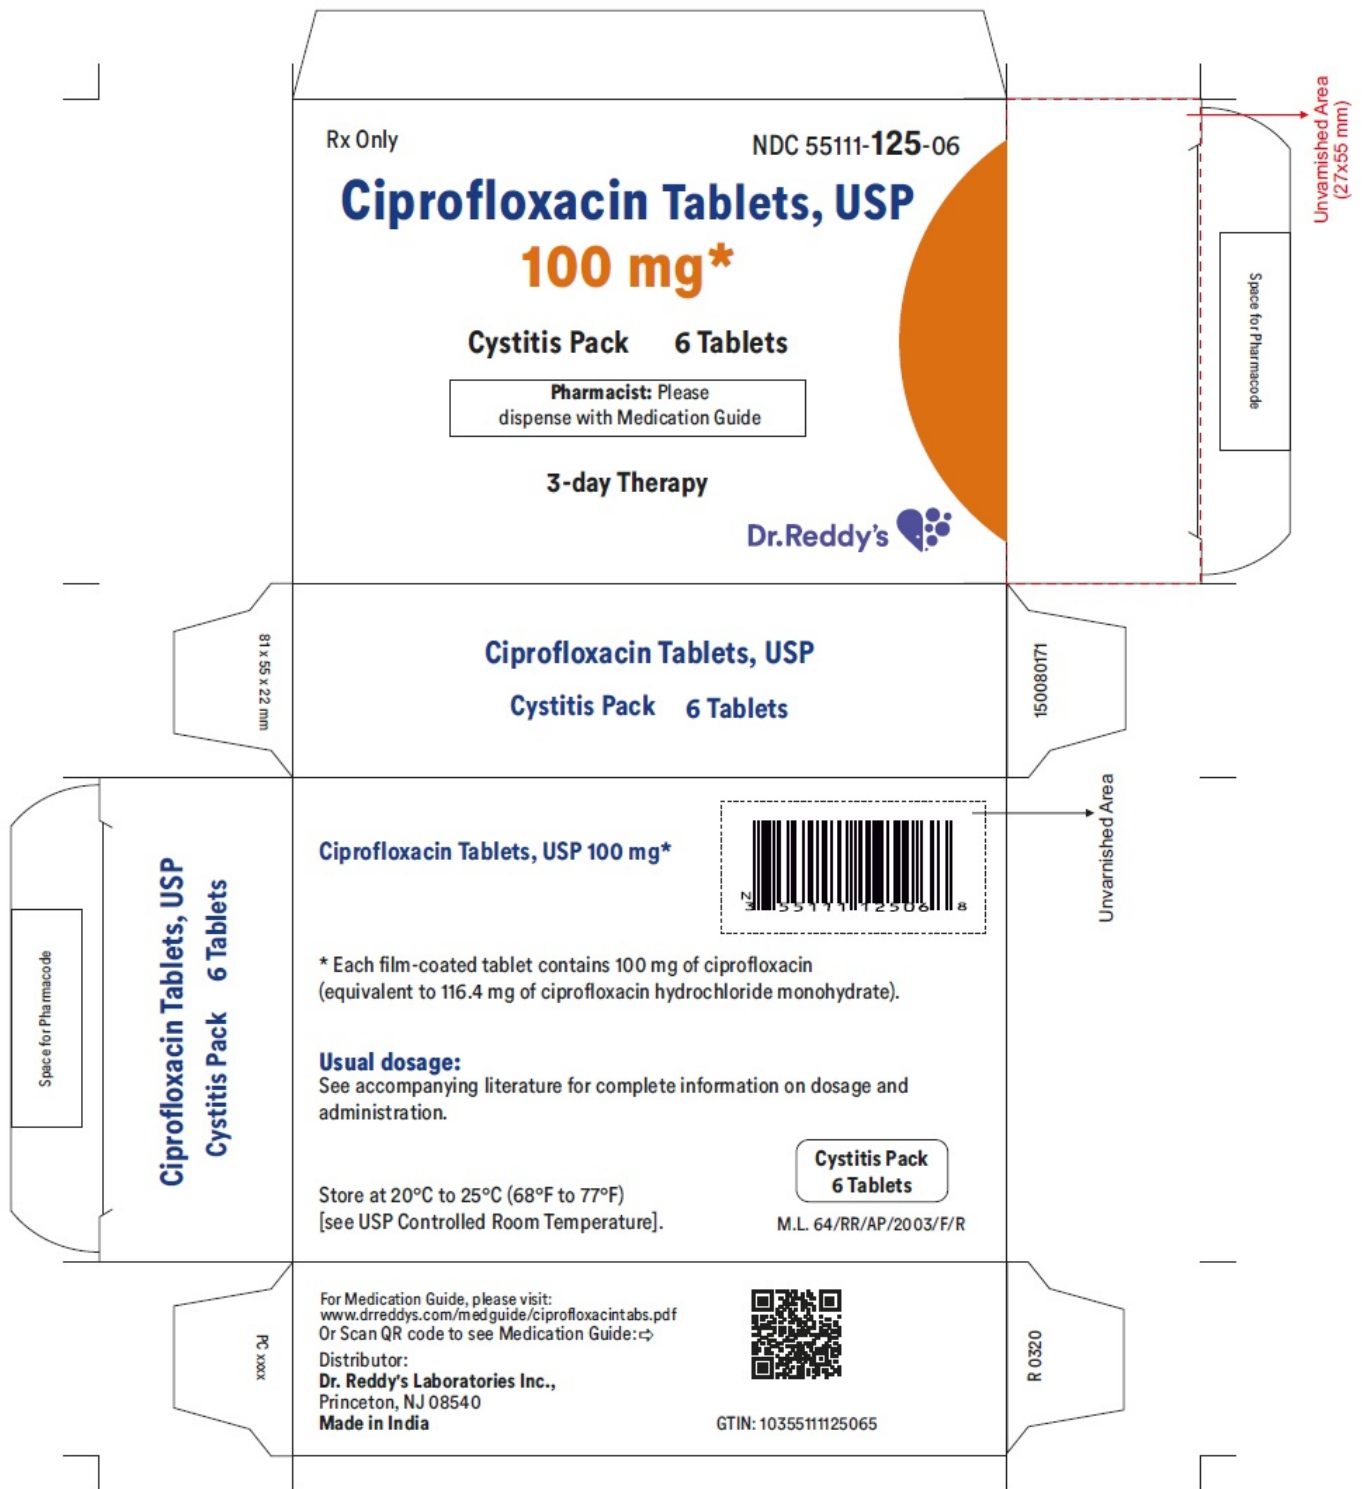 Unvarnished Area
(27x55 mm)
Rx Only
NDC 55111-125-06
Ciprofloxacin Tablets, USP
100 mg*
Cystitis Pack 6 Tablets
Pharmacist: Please
dispense with Medication Guide
3-day Therapy
Dr.Reddy's
Space for Pharmacode
81 x 55 x 22 mm
Ciprofloxacin Tablets, USP
Cystitis Pack 6 Tablets
150080171
Space for Pharmacode
Ciprofloxacin Tablets, USP
Cystitis Pack 6 Tablets
Ciprofloxacin Tablets, USP 100 mg*
N
3 55111 12506 8
Unvarnished Area
* Each film-coated tablet contains 100 mg of ciprofloxacin
(equivalent to 116.4 mg of ciprofloxacin hydrochloride monohydrate).
Usual dosage:
See accompanying literature for complete information on dosage and
administration.
Cystitis Pack
6 Tablets
Store at 20°C to 25°C (68°F to 77°F)
[see USP Controlled Room Temperature].
M.L. 64/RR/AP/2003/F/R
PC xxxx
For Medication Guide, please visit:
www.drreddys.com/medguide/ciprofloxacintabs.pdf
Or Scan QR code to see Medication Guide:⇨
Distributor:
Dr. Reddy's Laboratories Inc.,
Princeton, NJ 08540
Made in India
GTIN: 10355111125065
R 0320